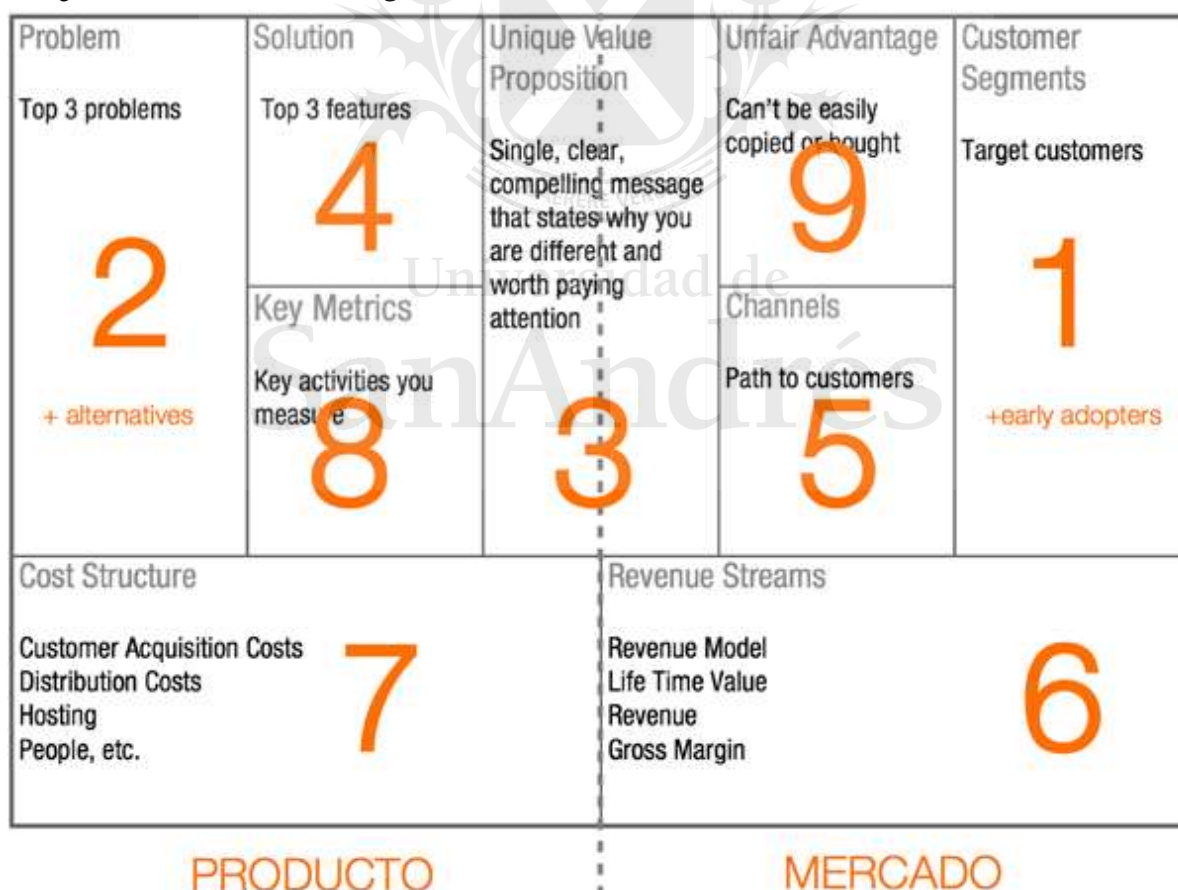 Problem
Top 3 problems
2
+ alternatives
Solution
Top 3 features
4
Key Metrics
Key activities you
measure
8
Unique Value
Proposition
Single, clear,
compelling message
that states why you
are different and
worth paying
attention
3
Unfair Advantage
Can't be easily
copied or bought
9
Channels
Path to customers
5
Customer
Segments
Target customers
1
+early adopters
Cost Structure
Customer Acquisition Costs
Distribution Costs
Hosting
People, etc.
7
Revenue Streams
Revenue Model
Life Time Value
Revenue
Gross Margin
6
PRODUCTO
MERCADO
Universidad de
SanAndrés